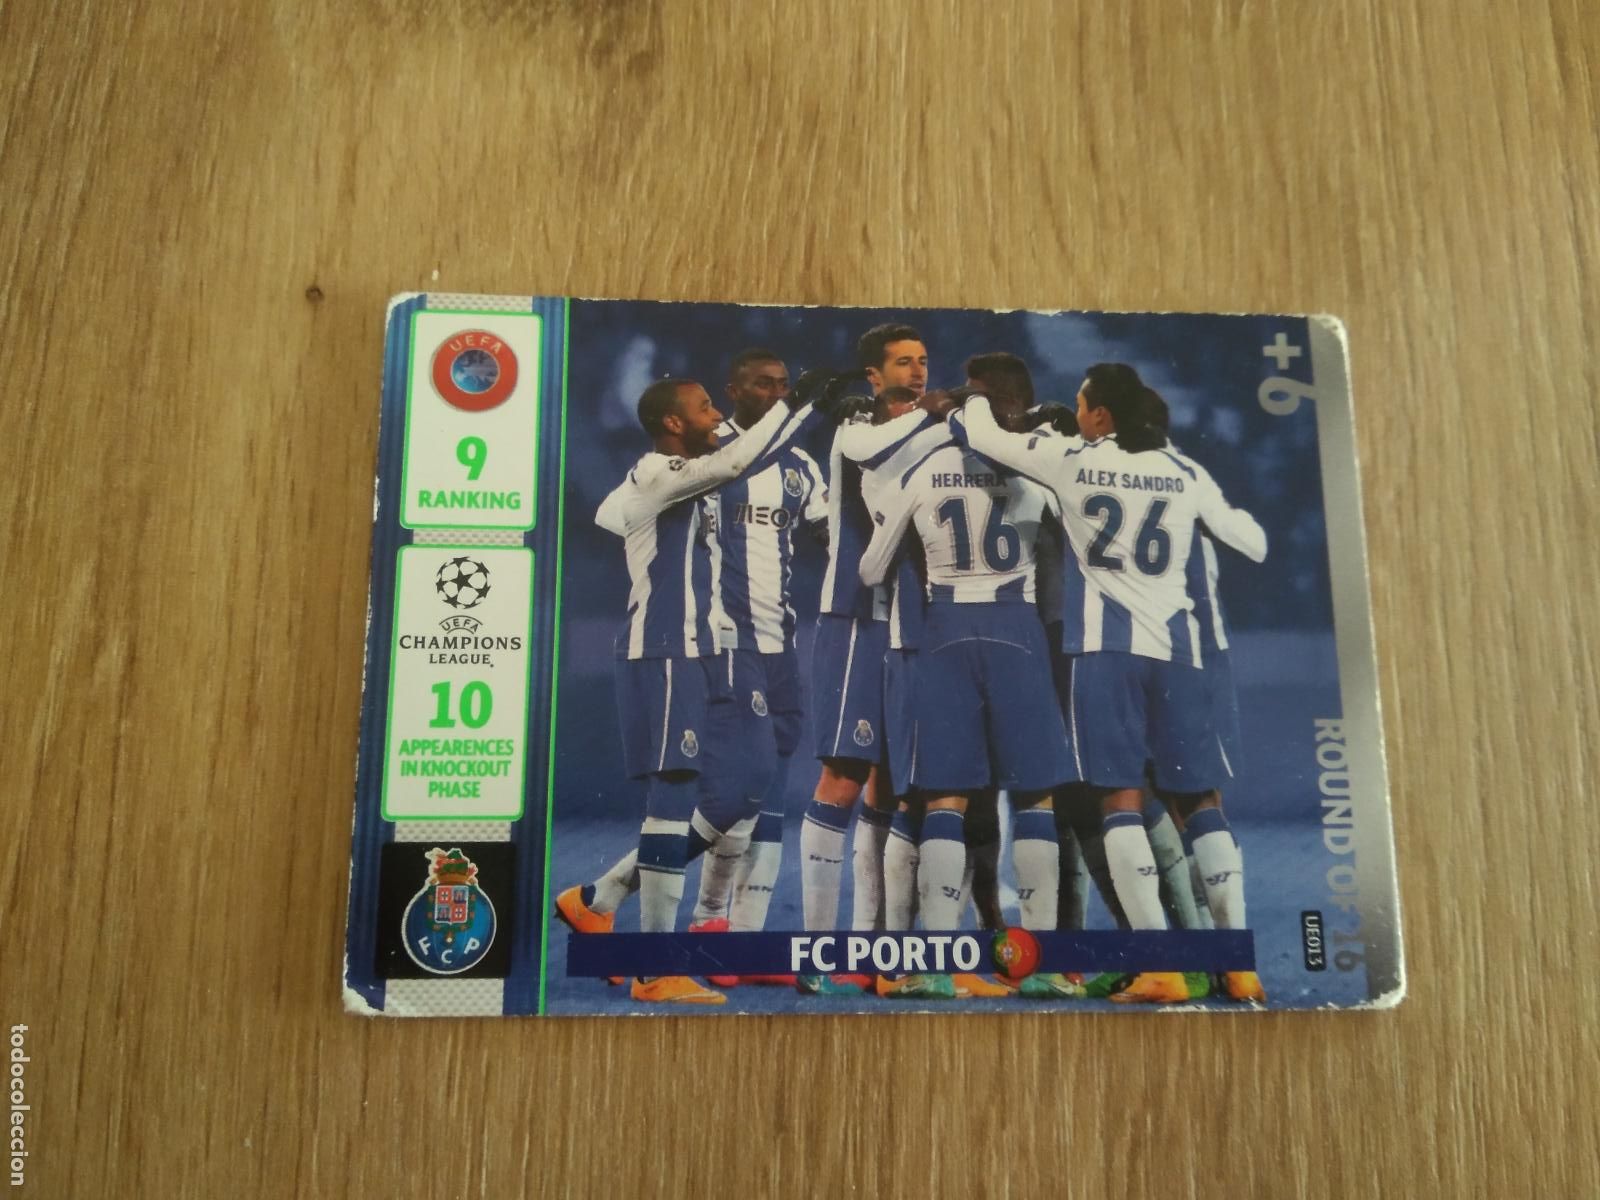 UEFA
9
RANKING
UEFA
CHAMPIONS
LEAGUE
10
APPEARENCES
IN KNOCKOUT
PHASE
FCP
MEO
HERRERA
16
ALEX SANDRO
26
FC PORTO
+6
ROUND OF 16
UE013
todocoleccion